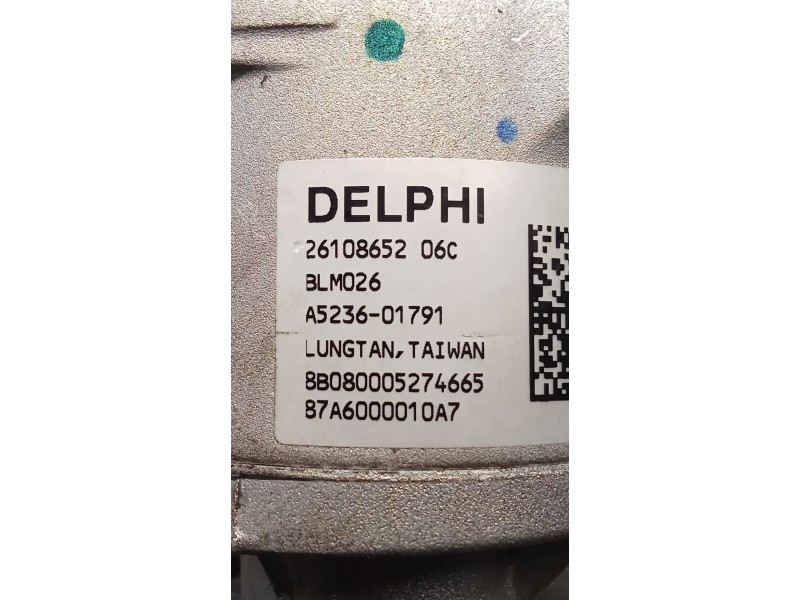 DELPHI
26108652 06C
BLM026
A5236-01791
LUNGTAN,TAIWAN
8B080005274665
87A6000010A7